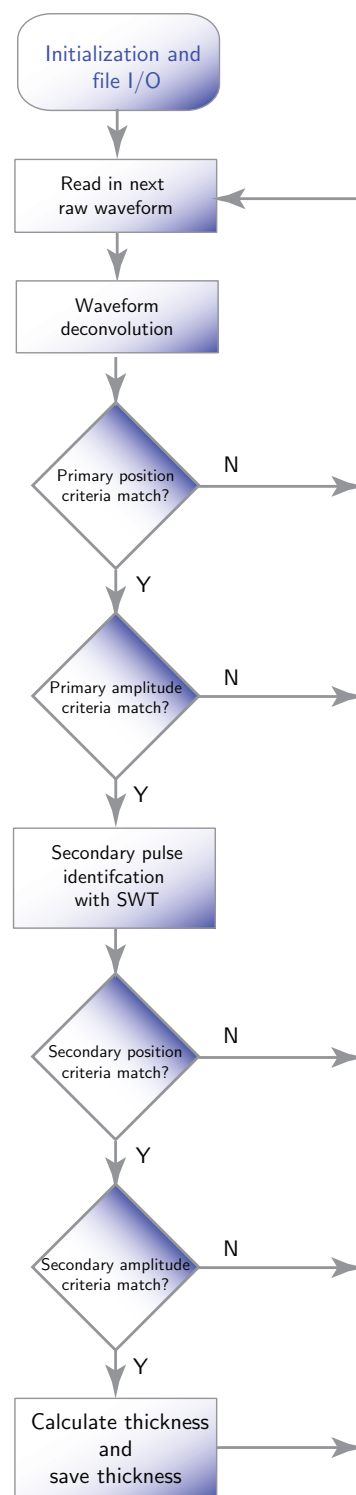 Initialization and
file I/O
Read in next
raw waveform
Waveform
deconvolution
Primary position
criteria match?
N
Y
Primary amplitude
criteria match?
N
Y
Secondary pulse
identifcation
with SWT
Secondary position
criteria match?
N
Y
Secondary amplitude
criteria match?
N
Y
Calculate thickness
and
save thickness